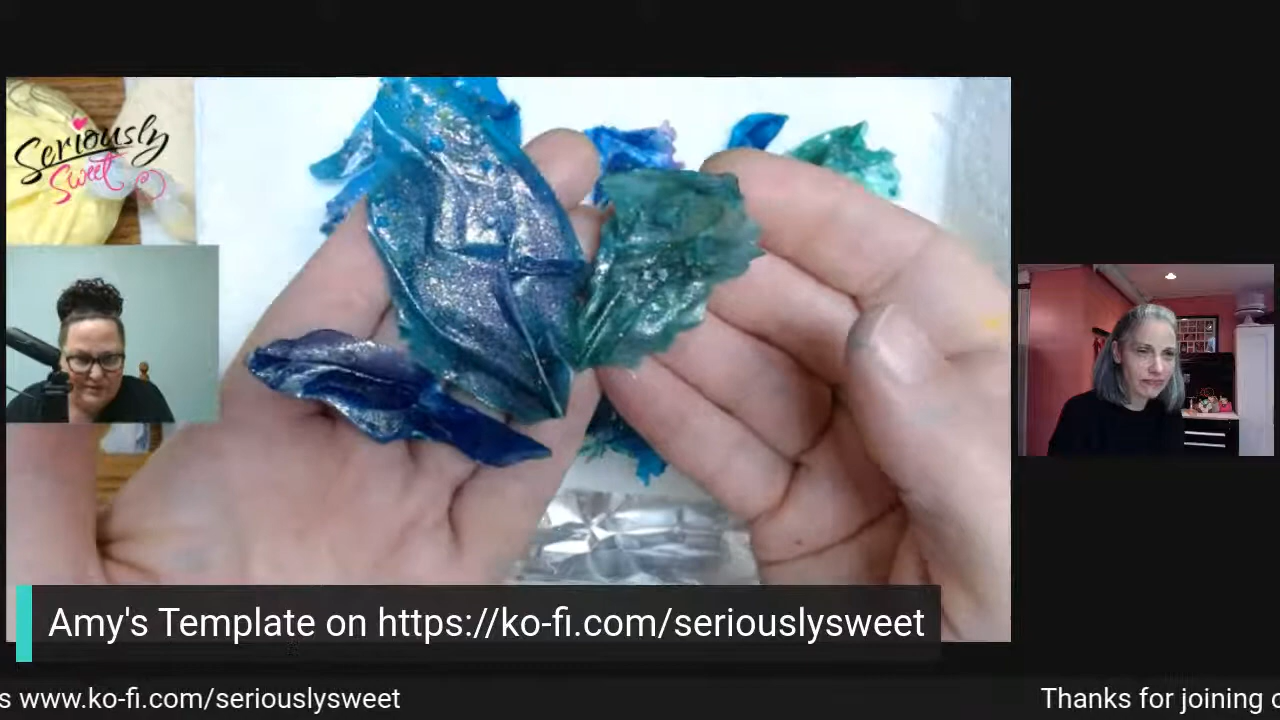 Seriously
Sweet
Amy's Template on https://ko-fi.com/seriouslysweet
s www.ko-fi.com/seriouslysweet
Thanks for joining